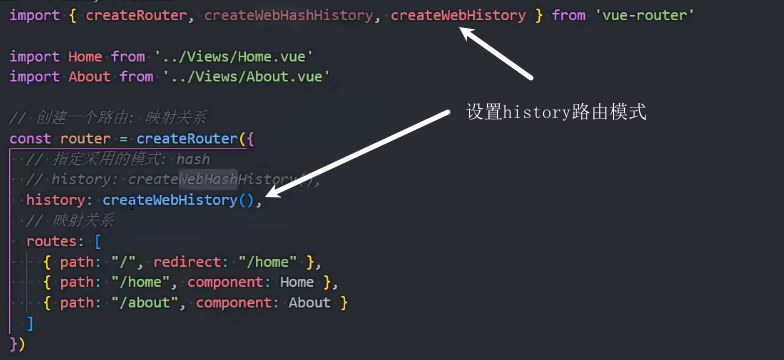 import { createRouter, createWebHashHistory, createWebHistory } from 'vue-router'
import Home from '../Views/Home.vue'
import About from '../Views/About.vue'
设置history路由模式
// 创建一个路由: 映射关系
const router = createRouter({
// 指定采用的模式: hash
// history: createWebHashHistory(),
history: createWebHistory(),
// 映射关系
routes: [
{ path: "/", redirect: "/home" },
{ path: "/home", component: Home },
{ path: "/about", component: About }
]
})